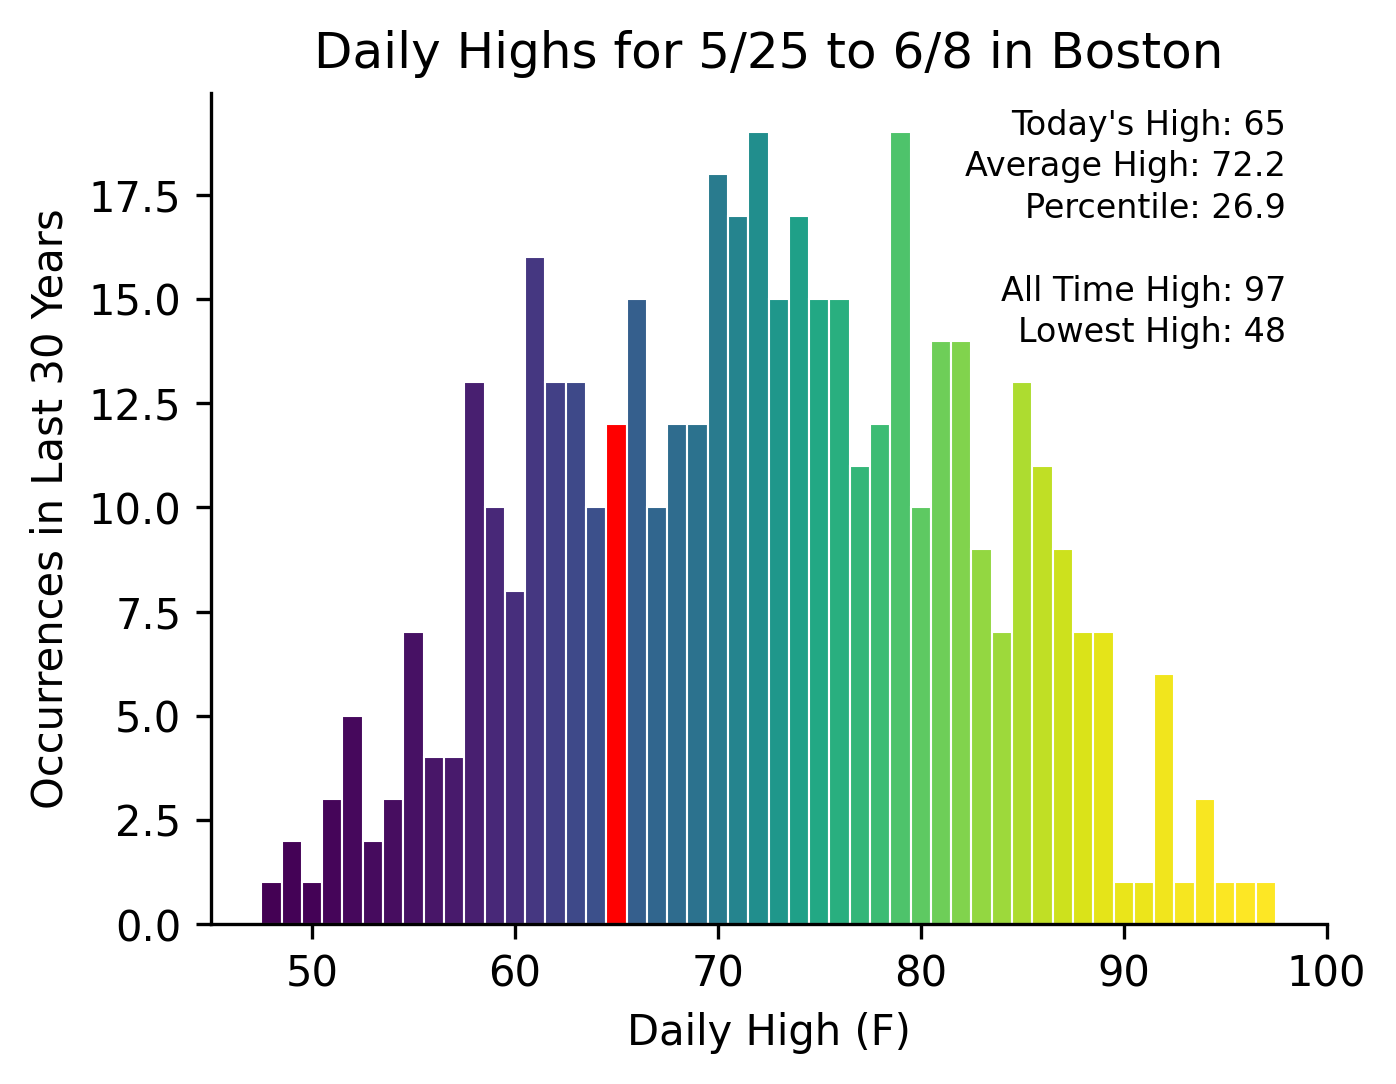 Daily Highs for 5/25 to 6/8 in Boston
Today's High: 65
Average High: 72.2
Percentile: 26.9
All Time High: 97
Lowest High: 48
Occurrences in Last 30 Years
17.5
15.0
12.5
10.0
7.5
5.0
2.5
0.0
50 60 70 80 90 100
Daily High (F)